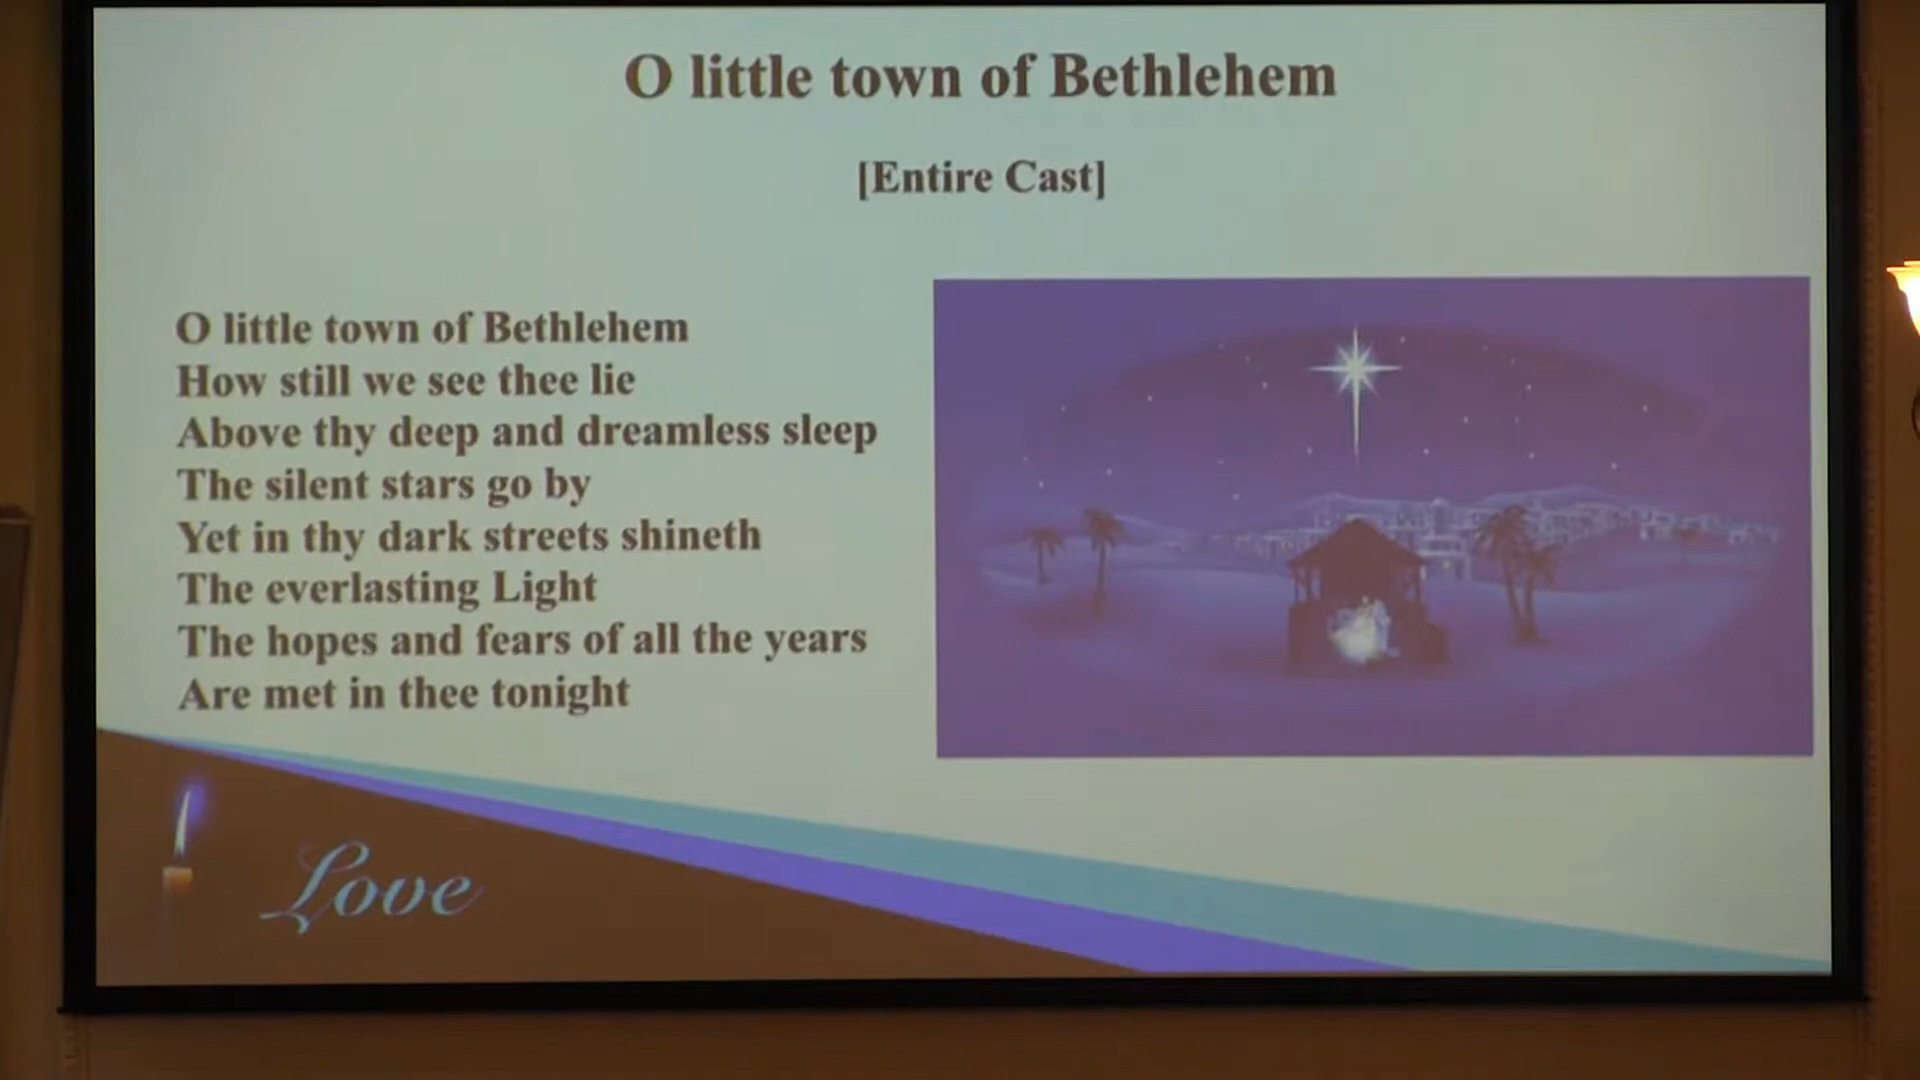 O little town of Bethlehem
[Entire Cast]
O little town of Bethlehem
How still we see thee lie
Above thy deep and dreamless sleep
The silent stars go by
Yet in thy dark streets shineth
The everlasting Light
The hopes and fears of all the years
Are met in thee tonight
Love